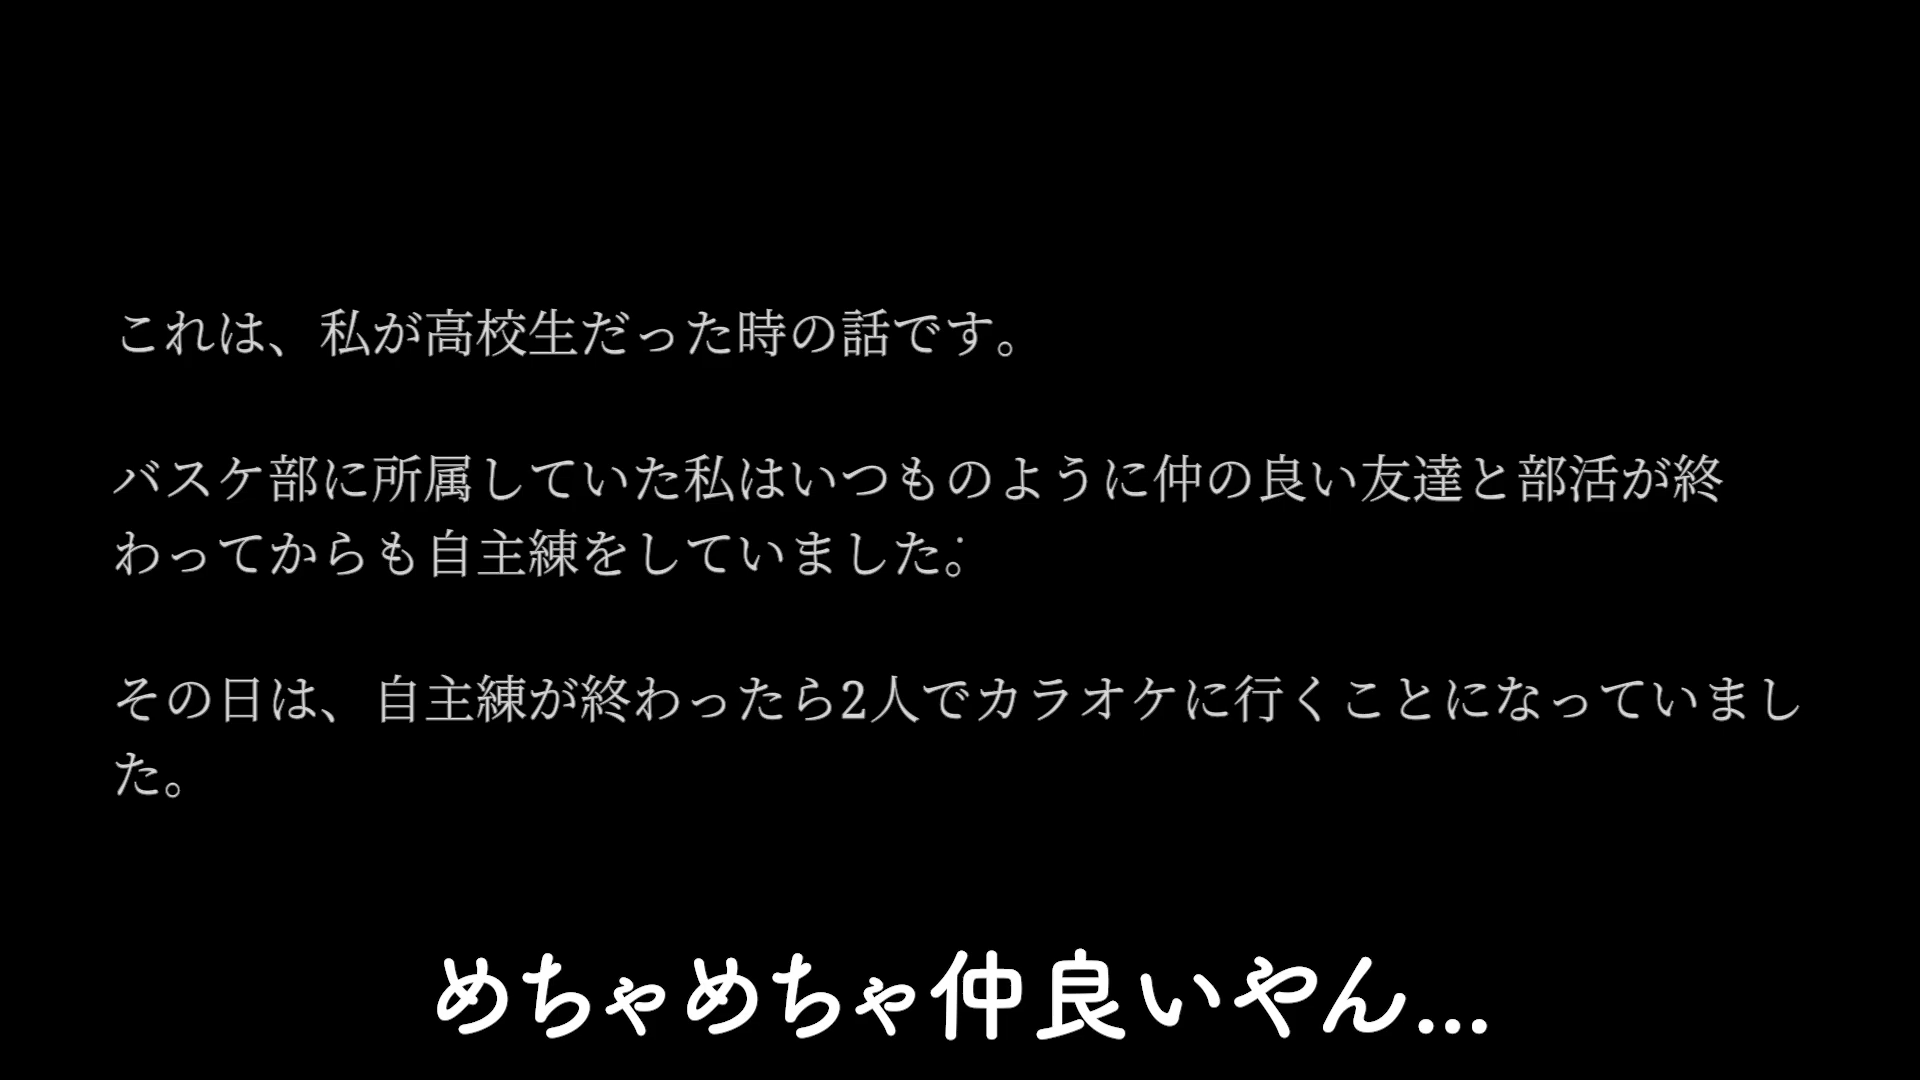 これは、私が高校生だった時の話です。
バスケ部に所属していた私はいつものように仲の良い友達と部活が終
わってからも自主練をしていました。
その日は、自主練が終わったら2人でカラオケに行くことになっていまし
た。
めちゃめちゃ仲良いやん...